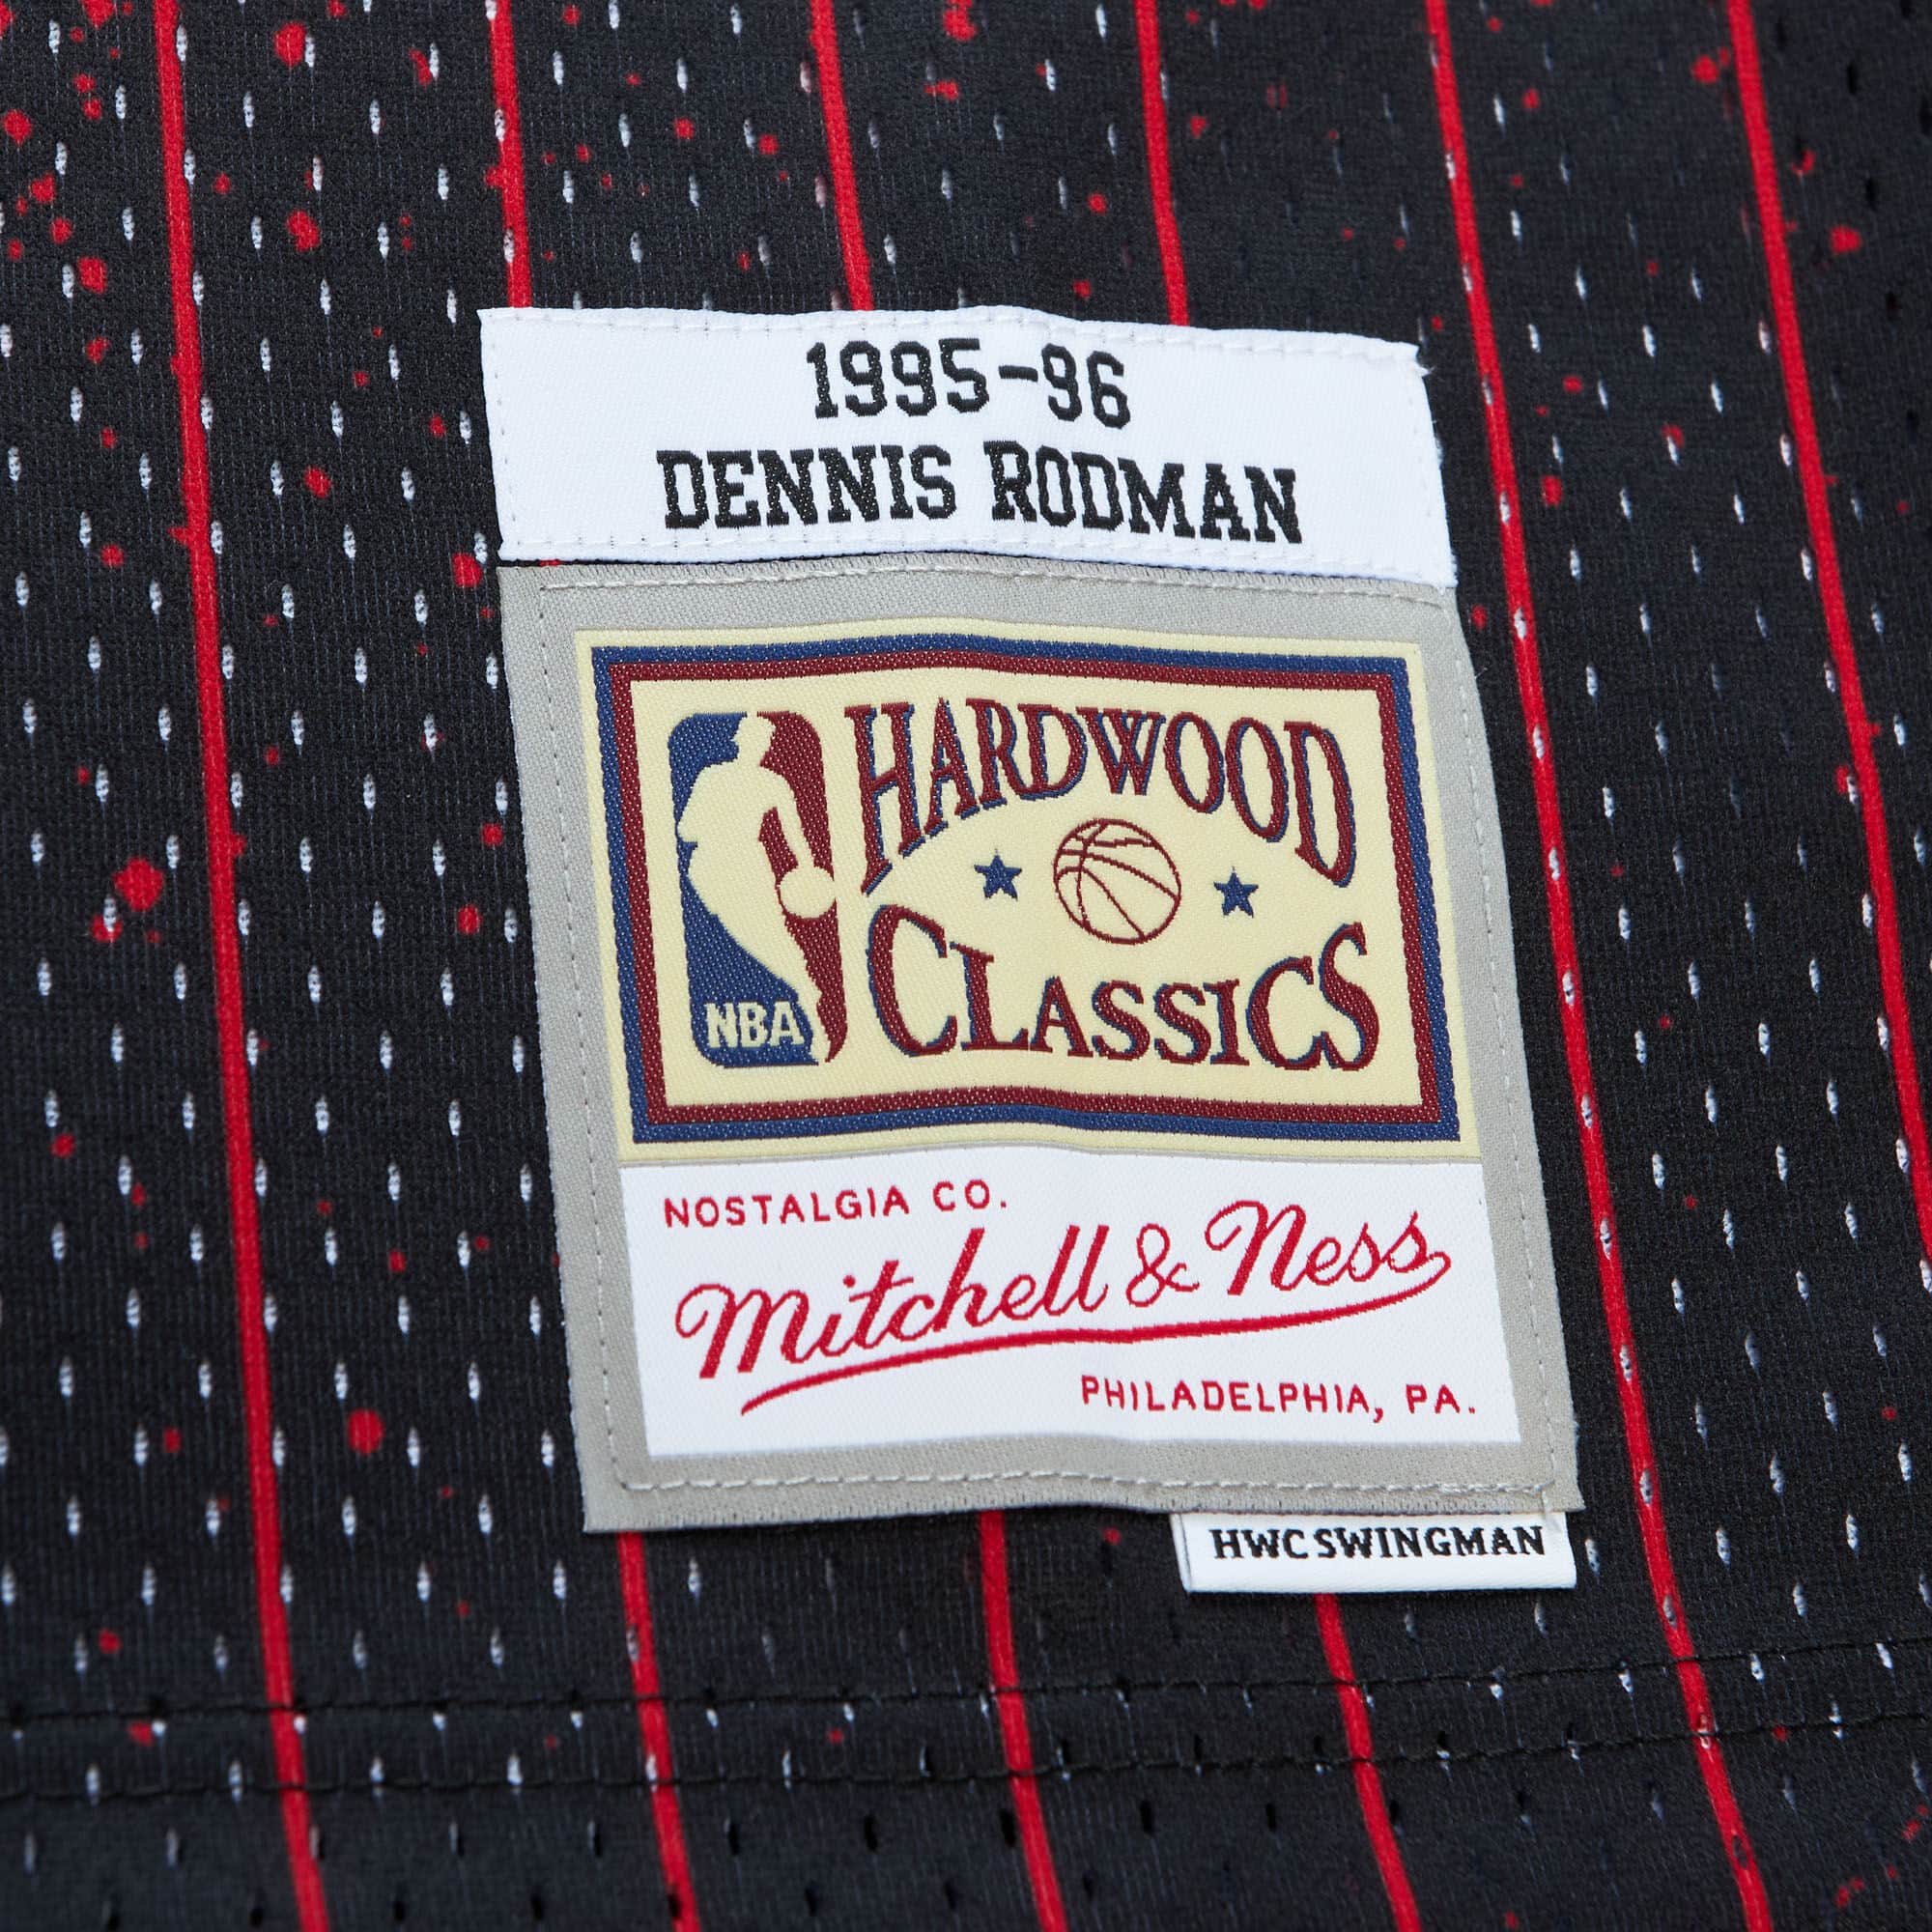 1995-96
DENNIS RODMAN
HARDWOOD
CLASSICS
NBA
NOSTALGIA CO.
Mitchell & Ness
PHILADELPHIA, PA.
HWC SWINGMAN